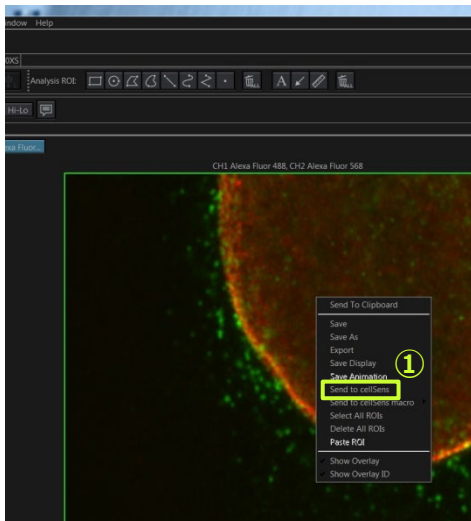 indow Help
0XS
Analysis ROI:
A
Hi-Lo
exa Fluor...
CH1 Alexa Fluor 488, CH2 Alexa Fluor 568
Send To Clipboard
Save
Save As
Export
Save Display
1
Save Animation
Send to cellSens
Send to cellSens macro
Select All ROIs
Delete All ROIs
Paste ROI
Show Overlay
Show Overlay ID